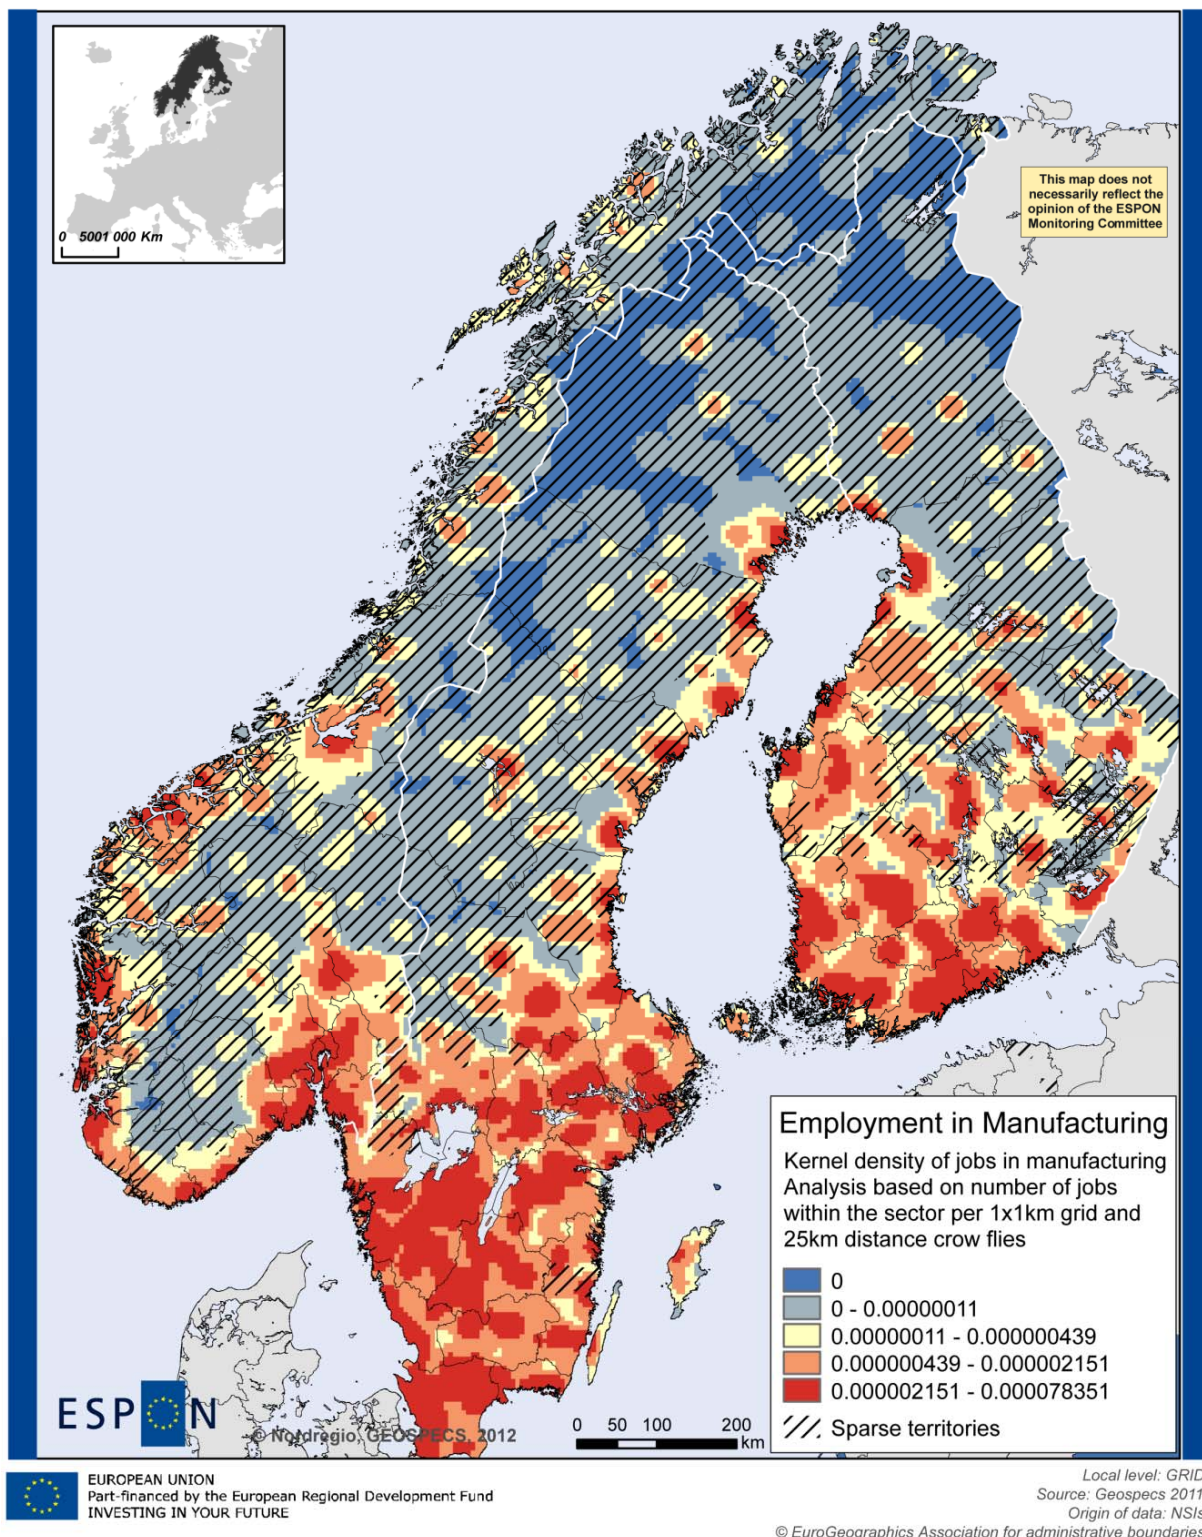 0 5001 000 Km
This map does not
necessarily reflect the
opinion of the ESPON
Monitoring Committee
Employment in Manufacturing
Kernel density of jobs in manufacturing
Analysis based on number of jobs
within the sector per 1x1km grid and
25km distance crow flies
0
0 - 0.00000011
0.00000011 - 0.000000439
0.000000439 - 0.000002151
0.000002151 - 0.000078351
Sparse territories
ESPON
© Nordregio, GEOSPECS, 2012
0 50 100 200
km
EUROPEAN UNION
Part-financed by the European Regional Development Fund
INVESTING IN YOUR FUTURE
Local level: GRID
Source: Geospecs 2011
Origin of data: NSIs
© EuroGeographics Association for administrative boundaries